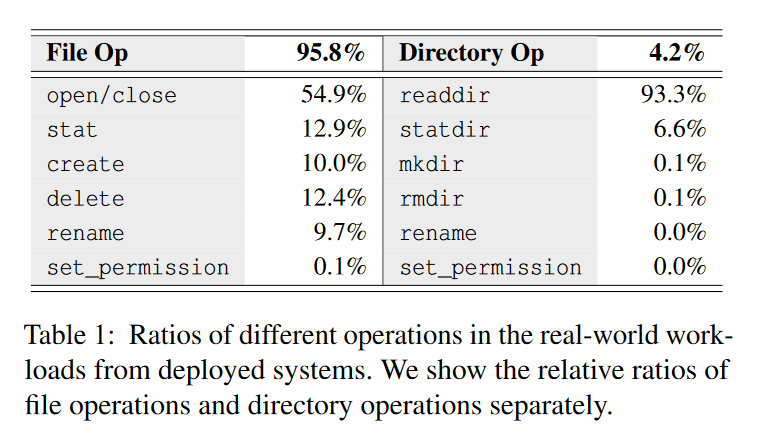 File Op 95.8% Directory Op 4.2%
open/close 54.9% readdir 93.3%
stat 12.9% statdir 6.6%
create 10.0% mkdir 0.1%
delete 12.4% rmdir 0.1%
rename 9.7% rename 0.0%
set_permission 0.1% set_permission 0.0%
Table 1: Ratios of different operations in the real-world work-
loads from deployed systems. We show the relative ratios of
file operations and directory operations separately.